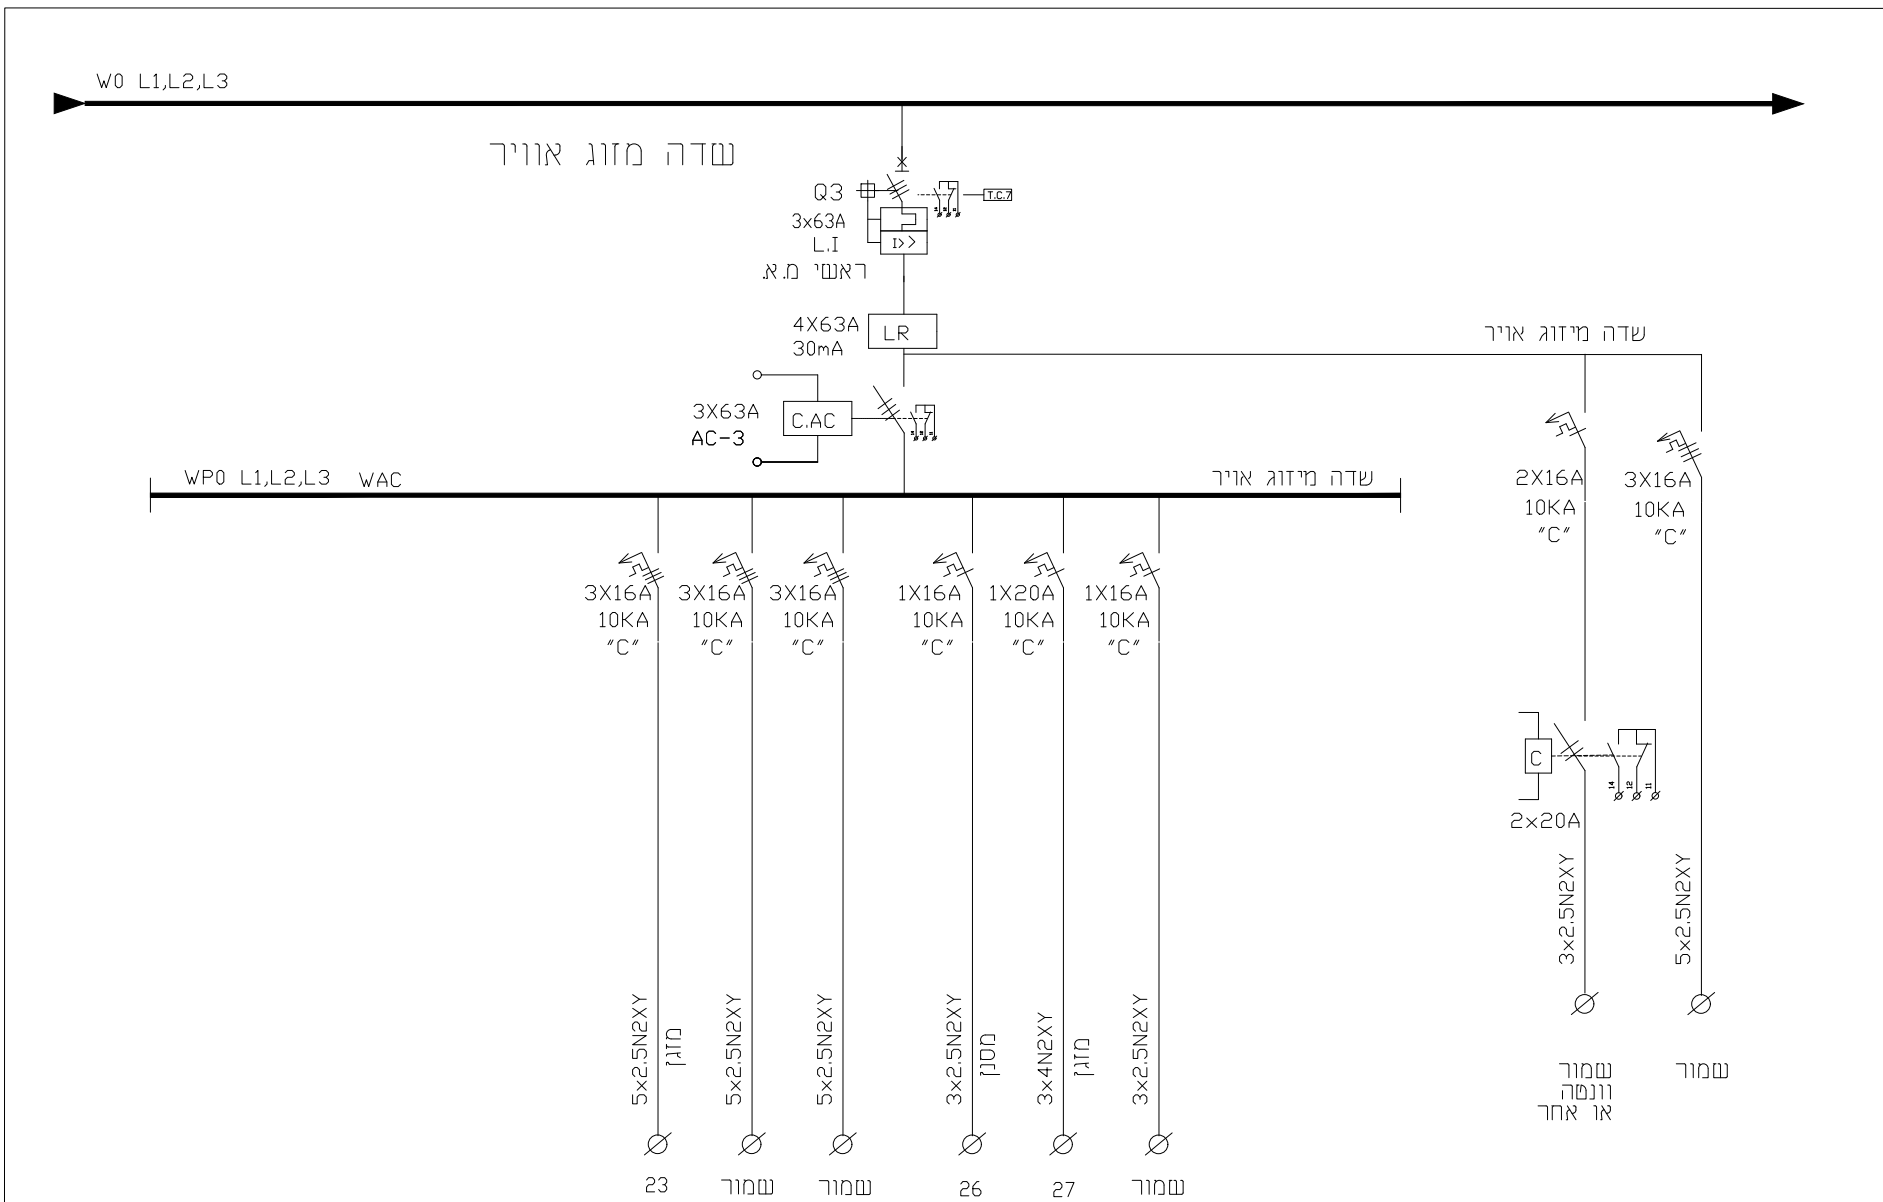 W0 L1,L2,L3
שדה מזוג אוויר
Q3
T.C.7
3x63A
L.I
I>>
ראשי מ.א.
4X63A
30mA
LR
שדה מיזוג אויר
3X63A
AC-3
C.AC
WP0 L1,L2,L3 WAC
שדה מיזוג אויר
2X16A
10KA
"C"
3X16A
10KA
"C"
3X16A
10KA
"C"
3X16A
10KA
"C"
3X16A
10KA
"C"
1X16A
10KA
"C"
1X20A
10KA
"C"
1X16A
10KA
"C"
C
14
12
11
2x20A
3x2.5N2XY
5x2.5N2XY
שמור
וונטה
או אחר
שמור
5x2.5N2XY
מזגן
5x2.5N2XY
5x2.5N2XY
3x2.5N2XY
מסנן
3x4N2XY
מזגן
3x2.5N2XY
23
שמור
שמור
26
27
שמור